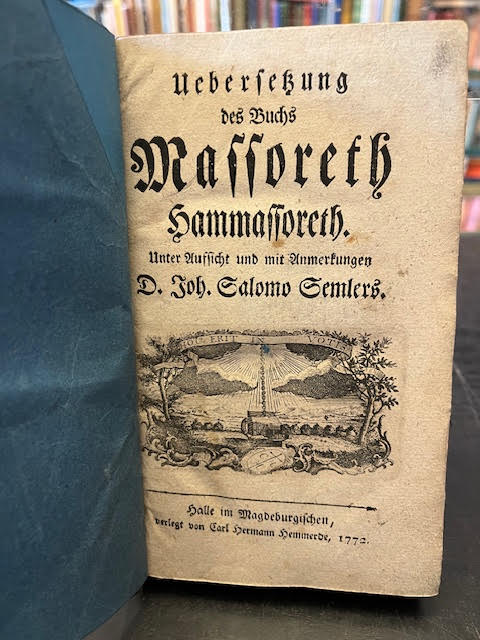 Uebersetzung
des Buchs
Massoreth
Hammassoreth.
Unter Aufsicht und mit Anmerkungen
D. Joh. Salomo Semlers.
HOC ERIT IN VOTIS
Halle im Magdeburgischen,
verlegt von Carl Hermann Hemmerde, 1772.